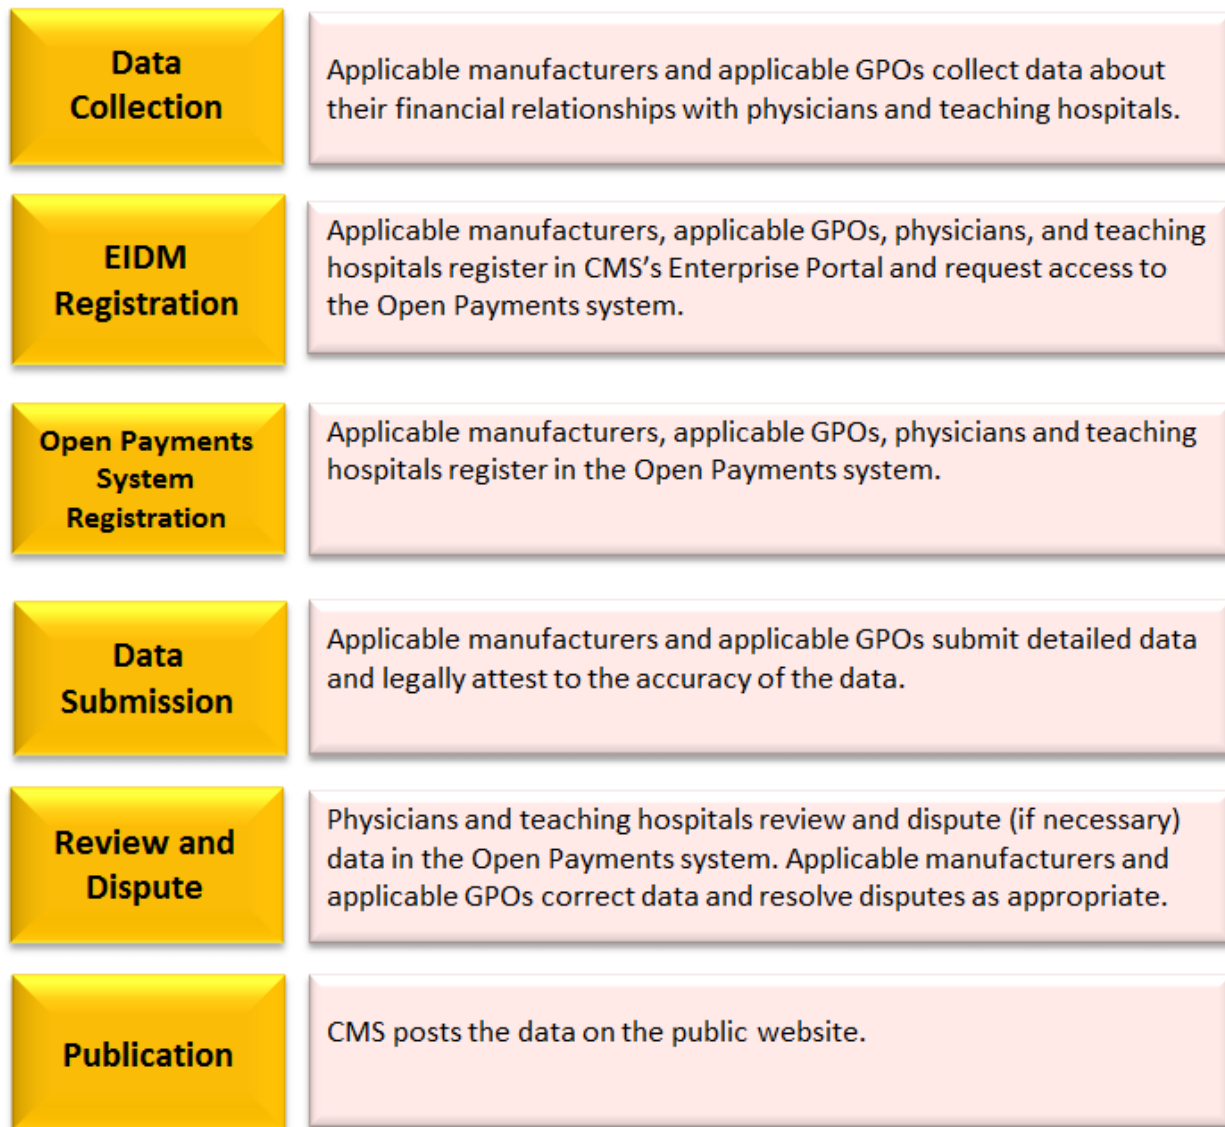 Data
Collection
Applicable manufacturers and applicable GPOs collect data about
their financial relationships with physicians and teaching hospitals.
EIDM
Registration
Applicable manufacturers, applicable GPOs, physicians, and teaching
hospitals register in CMS's Enterprise Portal and request access to
the Open Payments system.
Open Payments
System
Registration
Applicable manufacturers, applicable GPOs, physicians and teaching
hospitals register in the Open Payments system.
Data
Submission
Applicable manufacturers and applicable GPOs submit detailed data
and legally attest to the accuracy of the data.
Review and
Dispute
Physicians and teaching hospitals review and dispute (if necessary)
data in the Open Payments system. Applicable manufacturers and
applicable GPOs correct data and resolve disputes as appropriate.
Publication
CMS posts the data on the public website.